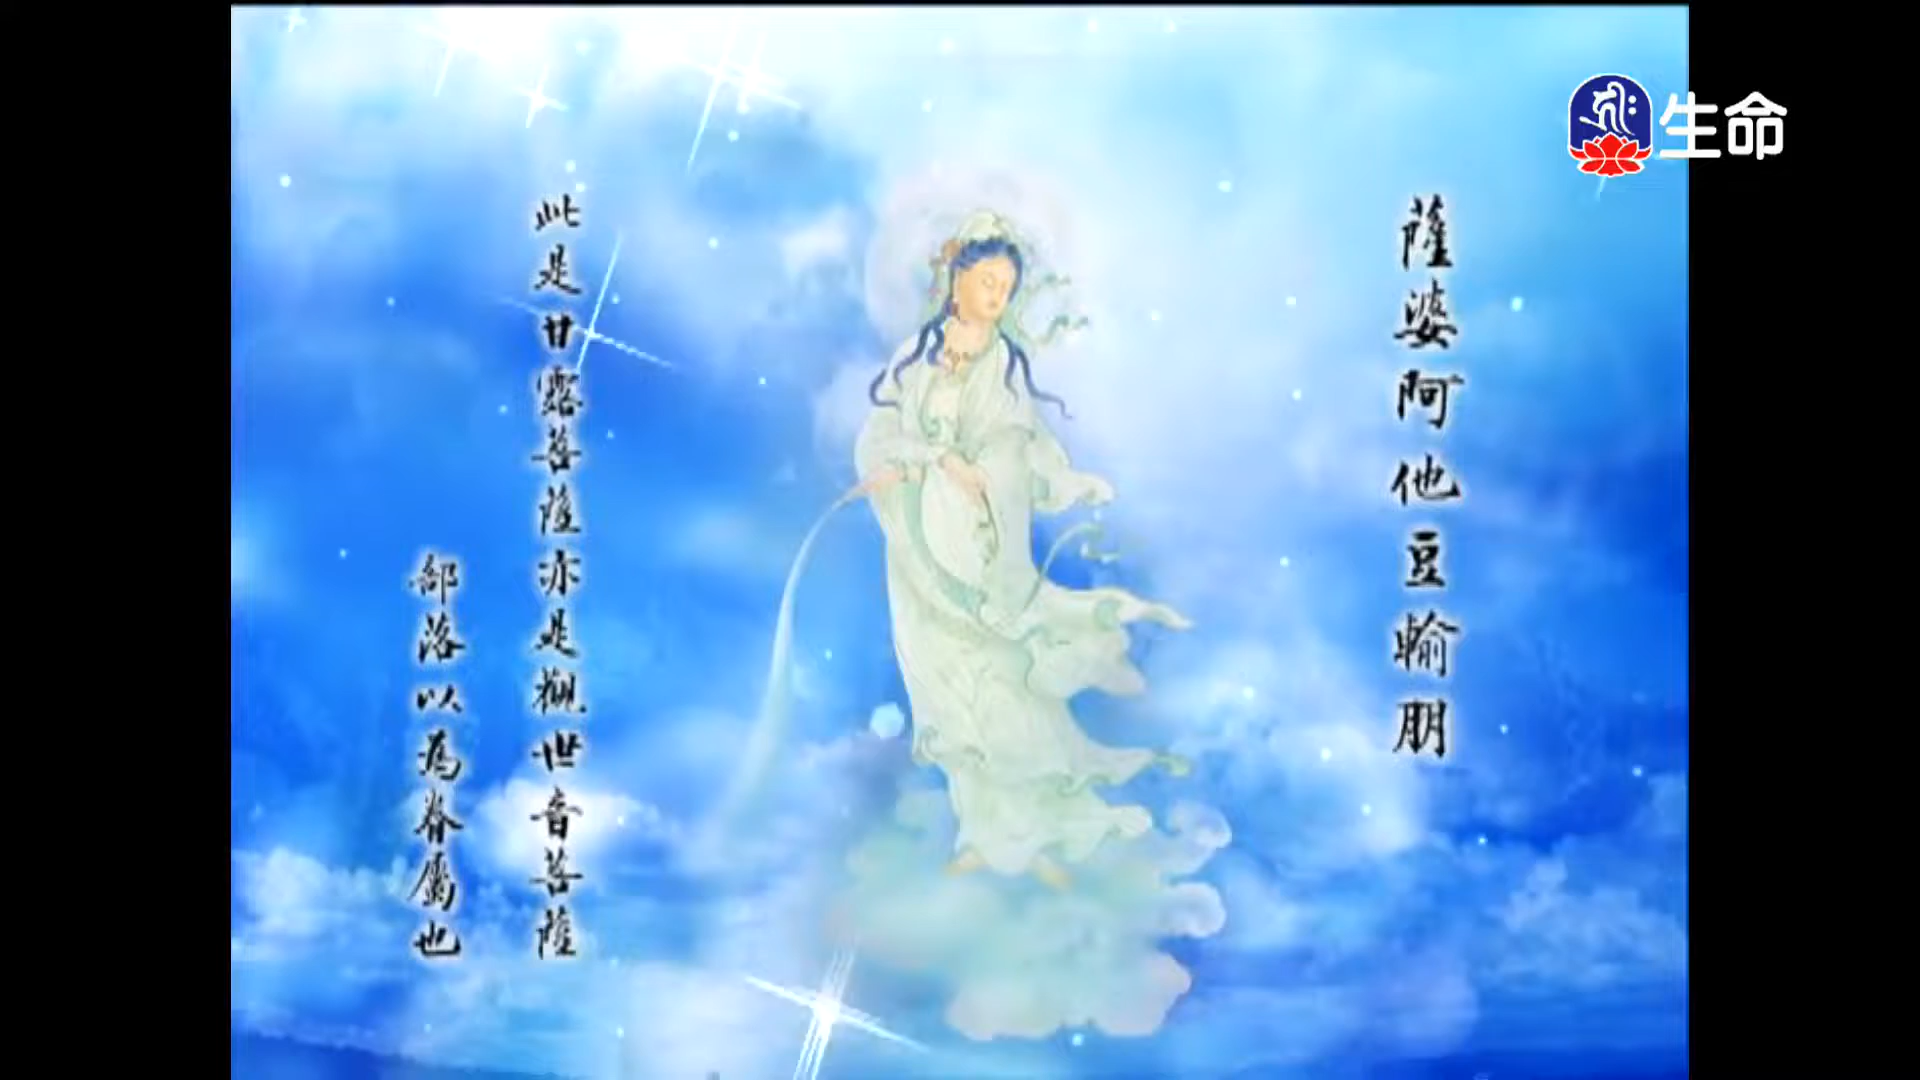 生命
薩婆阿他豆輸朋
此是甘露菩薩亦是觀世音菩薩
部落以為眷屬也